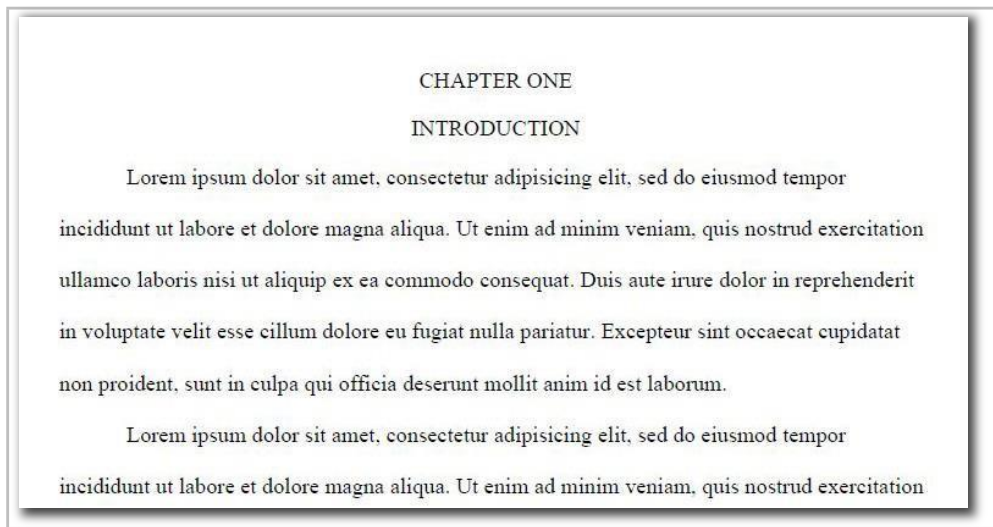 CHAPTER ONE
INTRODUCTION
Lorem ipsum dolor sit amet, consectetur adipisicing elit, sed do eiusmod tempor
incididunt ut labore et dolore magna aliqua. Ut enim ad minim veniam, quis nostrud exercitation
ullamco laboris nisi ut aliquip ex ea commodo consequat. Duis aute irure dolor in reprehenderit
in voluptate velit esse cillum dolore eu fugiat nulla pariatur. Excepteur sint occaecat cupidatat
non proident, sunt in culpa qui officia deserunt mollit anim id est laborum.
Lorem ipsum dolor sit amet, consectetur adipisicing elit, sed do eiusmod tempor
incididunt ut labore et dolore magna aliqua. Ut enim ad minim veniam, quis nostrud exercitation